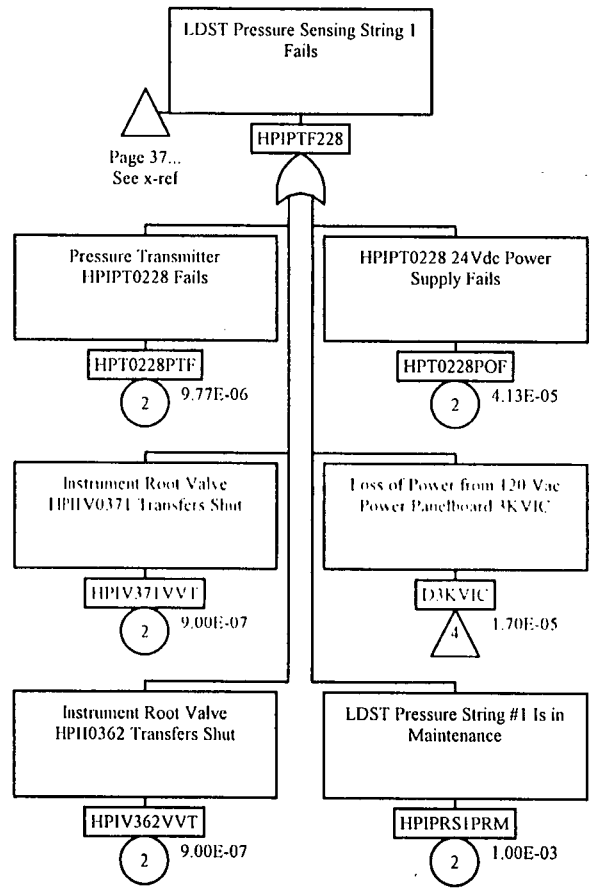 LDST Pressure Sensing String 1
Fails
Page 37...
See x-ref
HPIPTF228
Pressure Transmitter
HPIPT0228 Fails
HPT0228PTF
2
9.77E-06
HPIPT0228 24Vdc Power
Supply Fails
HPT0228POF
2
4.13E-05
Instrument Root Valve
HPIIV0371 Transfers Shut
HPIV371VVT
2
9.00E-07
Loss of Power from 120 Vac
Power Panelboard 3KVIC
D3KVIC
4
1.70E-05
Instrument Root Valve
HPII0362 Transfers Shut
HPIV362VVT
2
9.00E-07
LDST Pressure String #1 Is in
Maintenance
HPIPRS1PRM
2
1.00E-03